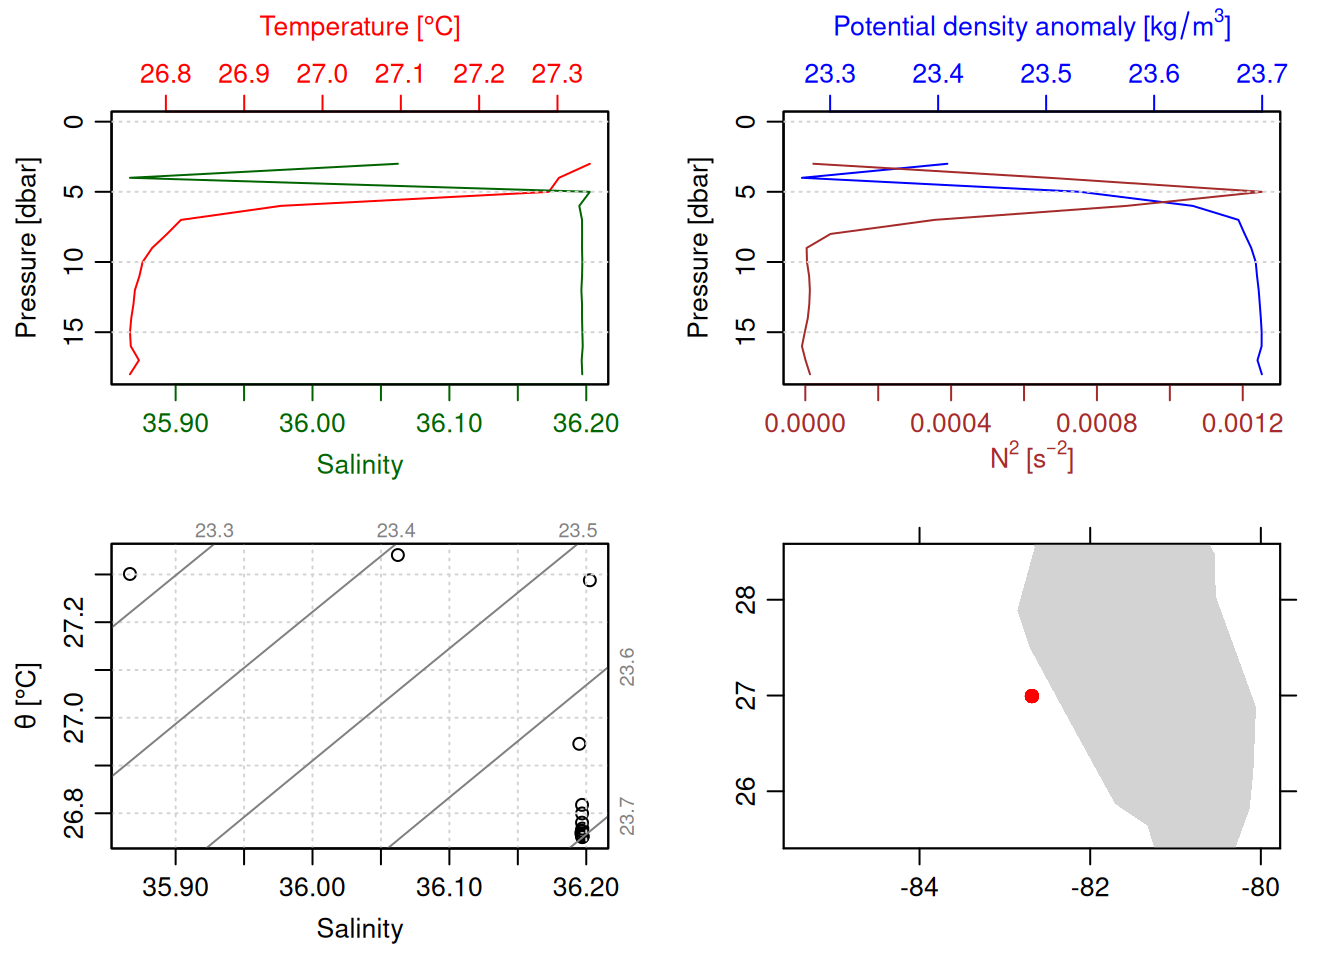 Temperature [°C]
26.8 26.9 27.0 27.1 27.2 27.3
Pressure [dbar]
0
5
10
15
35.90 36.00 36.10 36.20
Salinity
Potential density anomaly [kg/m³]
23.3 23.4 23.5 23.6 23.7
Pressure [dbar]
0
5
10
15
0.0000 0.0004 0.0008 0.0012
N² [s⁻²]
23.3 23.4 23.5
23.6
23.7
θ [°C]
27.2
27.0
26.8
35.90 36.00 36.10 36.20
Salinity
28
27
26
-84 -82 -80